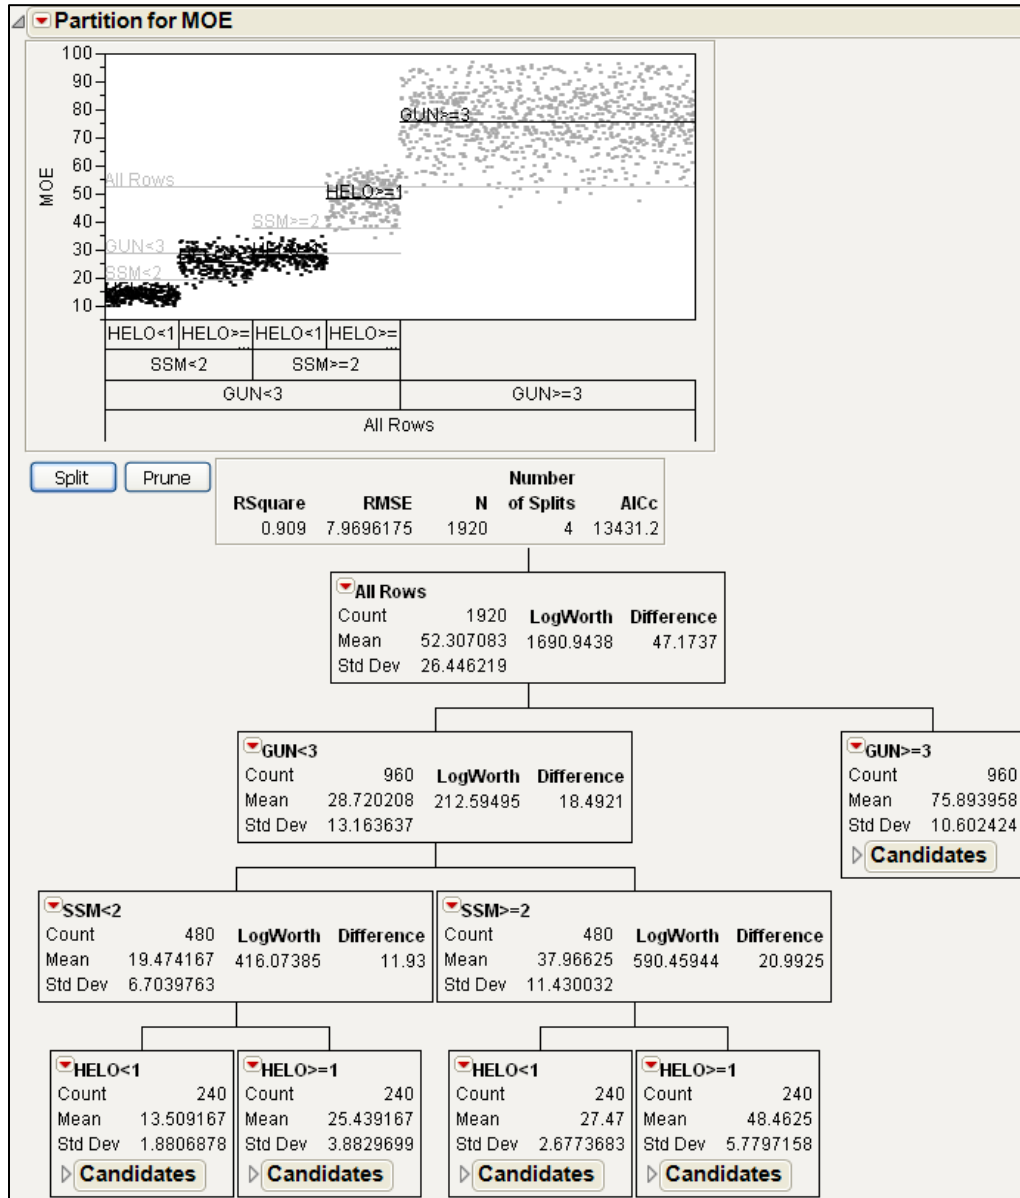 Partition for MOE
100
90
80
70
60
50
40
30
20
10
MOE
GUN>=3
All Rows
HELO>=1
SSM>=2
GUN<3
SSM<2
HELO<1 HELO>=... HELO<1 HELO>=...
SSM<2 SSM>=2
GUN<3 GUN>=3
All Rows
Split Prune
Number
RSquare RMSE N of Splits AICc
0.909 7.9696175 1920 4 13431.2
All Rows
Count 1920 LogWorth Difference
Mean 52.307083 1690.9438 47.1737
Std Dev 26.446219
GUN<3
Count 960 LogWorth Difference
Mean 28.720208 212.59495 18.4921
Std Dev 13.163637
GUN>=3
Count 960
Mean 75.893958
Std Dev 10.602424
Candidates
SSM<2
Count 480 LogWorth Difference
Mean 19.474167 416.07385 11.93
Std Dev 6.7039763
SSM>=2
Count 480 LogWorth Difference
Mean 37.96625 590.45944 20.9925
Std Dev 11.430032
HELO<1
Count 240
Mean 13.509167
Std Dev 1.8806878
Candidates
HELO>=1
Count 240
Mean 25.439167
Std Dev 3.8829699
Candidates
HELO<1
Count 240
Mean 27.47
Std Dev 2.6773683
Candidates
HELO>=1
Count 240
Mean 48.4625
Std Dev 5.7797158
Candidates